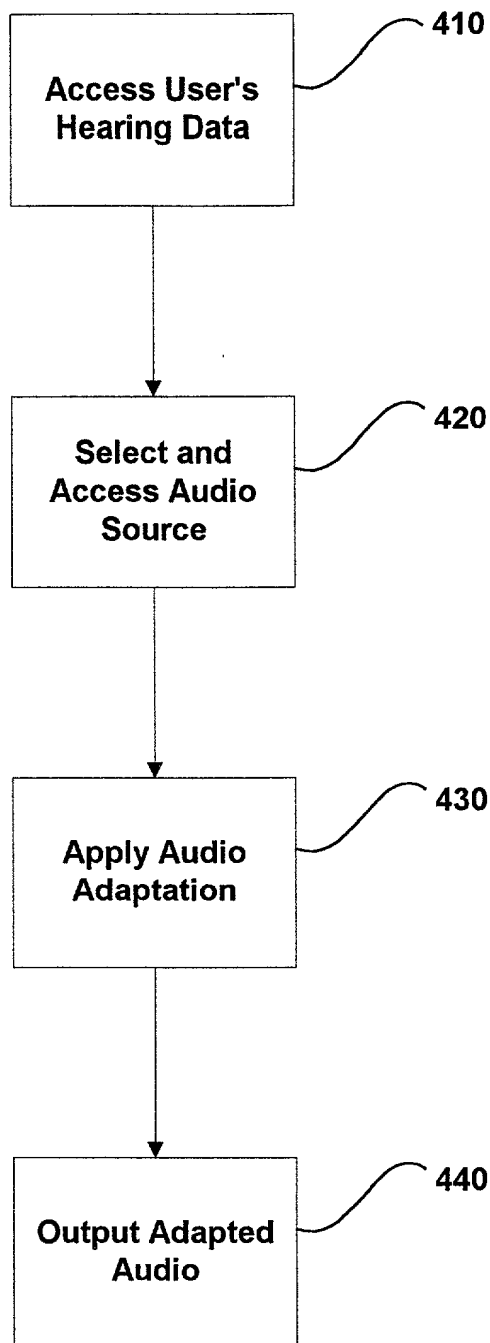 410
Access User's
Hearing Data
420
Select and
Access Audio
Source
430
Apply Audio
Adaptation
440
Output Adapted
Audio